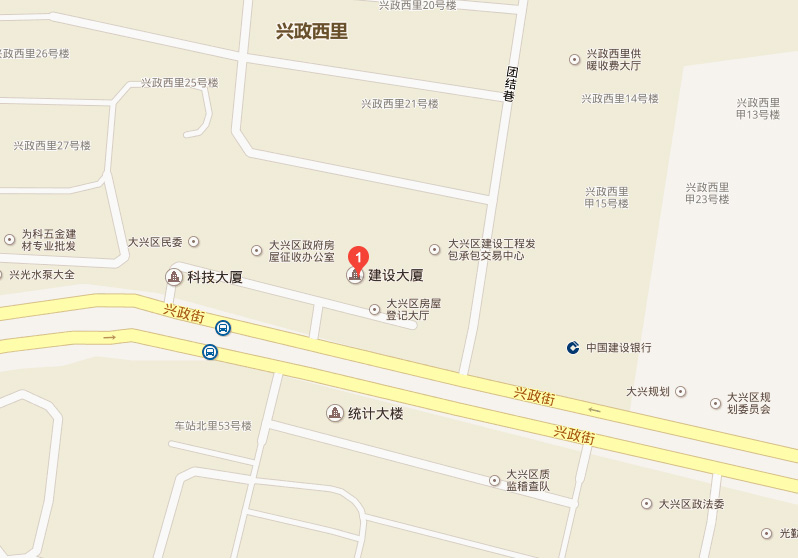 兴政西里20号楼
兴政西里
兴政西里26号楼
兴政西里供
暖收费大厅
团结巷
兴政西里25号楼
兴政西里21号楼
兴政西里14号楼
兴政西里
甲13号楼
兴政西里27号楼
兴政西里
甲15号楼
兴政西里
甲23号楼
为科五金建
材专业批发
大兴区民委
大兴区政府房
屋征收办公室
1
大兴区建设工程发
包承包交易中心
兴光水泵大全
科技大厦
建设大厦
大兴区房屋
登记大厅
兴政街
中国建设银行
大兴规划
兴政街
大兴区规
划委员会
统计大楼
车站北里53号楼
兴政街
大兴区质
监稽查队
大兴区政法委
光勤